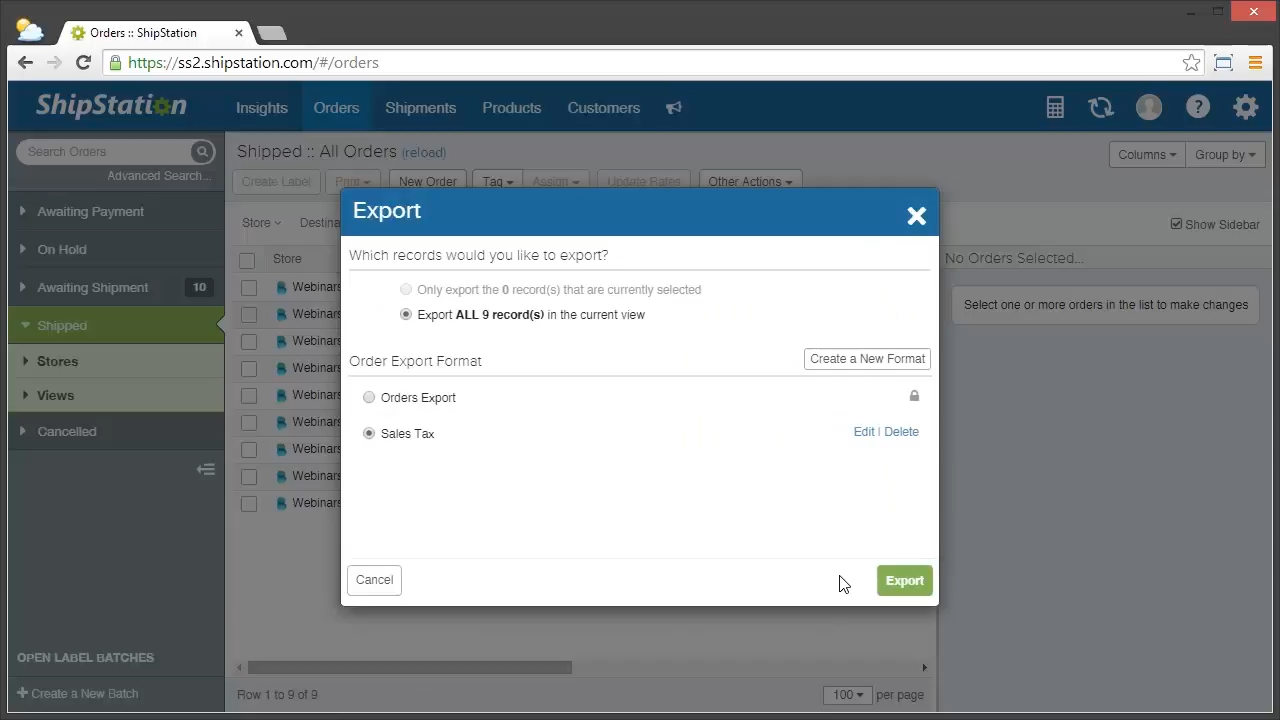 Orders :: ShipStation
https://ss2.shipstation.com/#/orders
ShipStation
Insights
Orders
Shipments
Products
Customers
Search Orders
Advanced Search...
Shipped :: All Orders (reload)
Columns
Group by
Create Label
Print
New Order
Tag
Assign
Update Rates
Other Actions
Awaiting Payment
On Hold
Awaiting Shipment 10
Shipped
Stores
Views
Cancelled
Store
Destina
Show Sidebar
Store
Webinars
Webinars
Webinars
Webinars
Webinars
Webinars
Webinars
Webinars
Webinars
Export
Which records would you like to export?
Only export the 0 record(s) that are currently selected
Export ALL 9 record(s) in the current view
Order Export Format
Create a New Format
Orders Export
Sales Tax
Edit | Delete
Cancel
Export
No Orders Selected...
Select one or more orders in the list to make changes
OPEN LABEL BATCHES
+ Create a New Batch
Row 1 to 9 of 9
100 per page